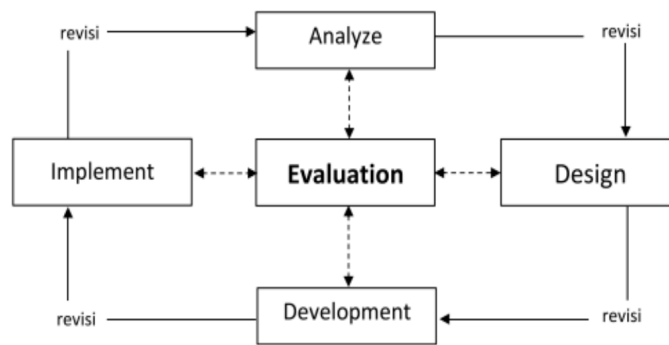 revisi
Analyze
revisi
Implement
Evaluation
Design
revisi
Development
revisi